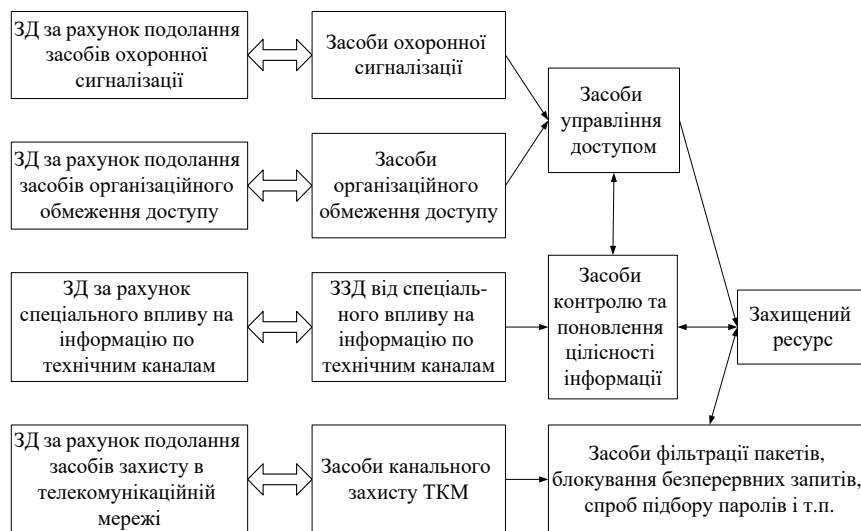 ЗД за рахунок подолання
засобів охоронної
сигналізації
Засоби охоронної
сигналізації
Засоби
управління
доступом
ЗД за рахунок подолання
засобів організаційного
обмеження доступу
Засоби
організаційного
обмеження доступу
ЗД за рахунок
спеціального впливу на
інформацію по
технічним каналам
ЗЗД від спеціаль-
ного впливу на
інформацію по
технічним каналам
Засоби
контролю та
поновлення
цілісності
інформації
Захищений
ресурс
ЗД за рахунок подолання
засобів захисту в
телекомунікаційній
мережі
Засоби канального
захисту ТКМ
Засоби фільтрації пакетів,
блокування безперервних запитів,
спроб підбору паролів і т.п.